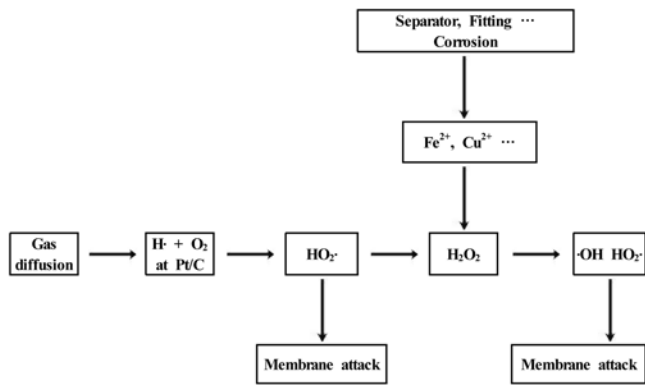 Separator, Fitting ⋯
Corrosion
Fe²⁺, Cu²⁺ ⋯
Gas
diffusion
H· + O₂
at Pt/C
HO₂·
H₂O₂
·OH HO₂·
Membrane attack
Membrane attack